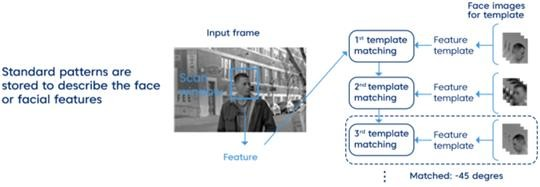 Standard patterns are
stored to describe the face
or facial features
Input frame
Scan
Feature
Face images
for template
1st template
matching
Feature
template
2nd template
matching
Feature
template
3rd template
matching
Feature
template
Matched: -45 degres